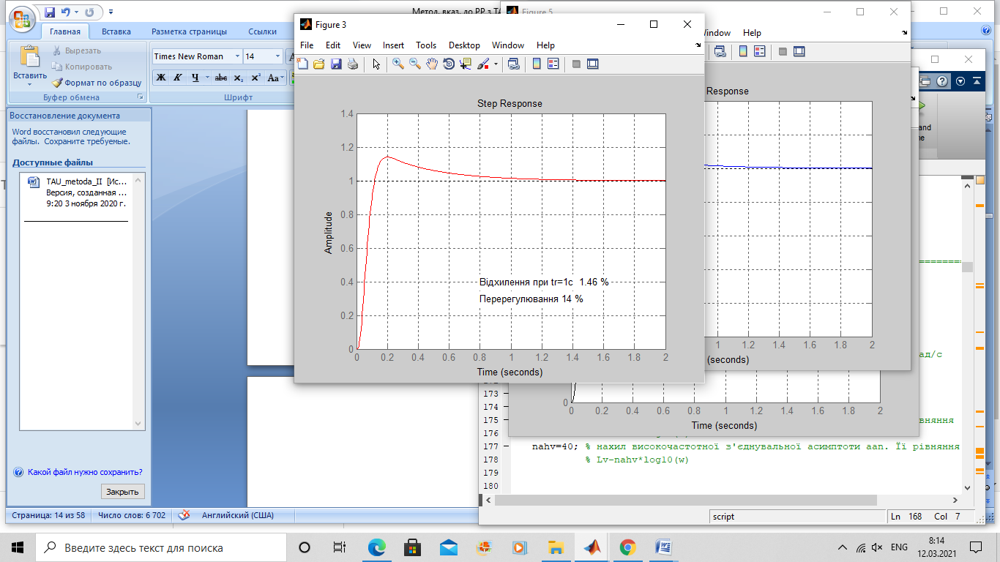 Метод. вказ. до РР з ТА
Главная Вставка Разметка страницы Ссылки
Вставить
Вырезать
Копировать
Формат по образцу
Буфер обмена
Times New Roman 14
Ж К Ч abc x₂ x² Aa
Шрифт
Восстановление документа
Word восстановил следующие
файлы. Сохраните требуемые.
Доступные файлы
TAU_metoda_II [Ис...
Версия, созданная ...
9:20 3 ноября 2020 г.
Какой файл нужно сохранить?
Закрыть
Страница: 14 из 58 Число слов: 6 702 Английский (США)
Figure 3
File Edit View Insert Tools Desktop Window Help
Step Response
1.4
1.2
1
0.8
0.6
0.4
0.2
0
Amplitude
Відхилення при tr=1c 1.46 %
Перерегулювання 14 %
0 0.2 0.4 0.6 0.8 1 1.2 1.4 1.6 1.8 2
Time (seconds)
Figure 5
indow Help
Response
1 1.2 1.4 1.6 1.8 2
(seconds)
0
0 0.2 0.4 0.6 0.8 1 1.2 1.4 1.6 1.8 2
Time (seconds)
and
ад/с
173
174
175
вняння
176
177 nahv=40; % нахил високочастотної з'єднувальної асимптоти aan. Її рівняння
178 % Lv-nahv*log10(w)
179
180
script Ln 168 Col 7
Введите здесь текст для поиска
ENG
8:14
12.03.2021